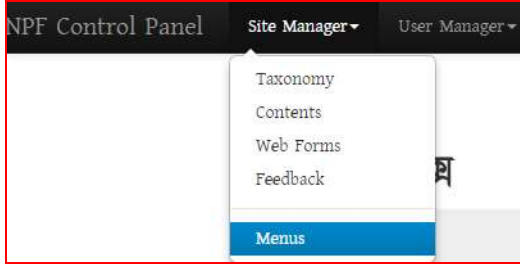 NPF Control Panel Site Manager User Manager
Taxonomy
Contents
Web Forms
Feedback
Menus